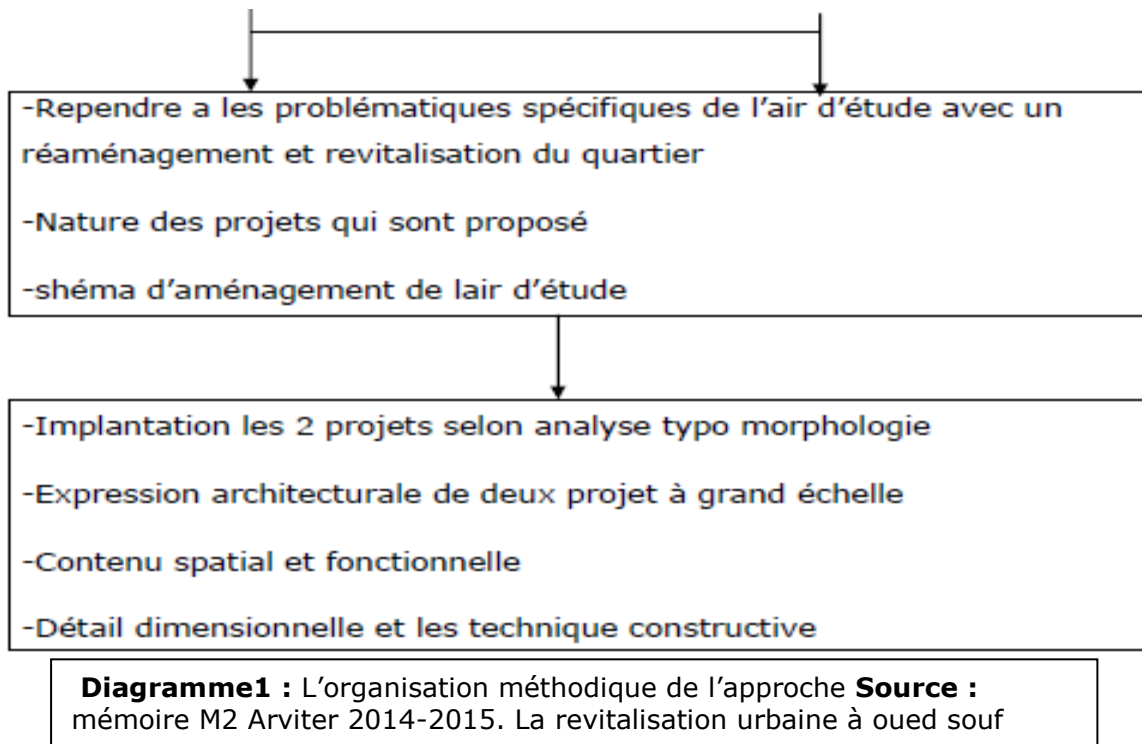 -Rependre a les problématiques spécifiques de l’air d’étude avec un
réaménagement et revitalisation du quartier
-Nature des projets qui sont proposé
-shéma d’aménagement de lair d’étude
-Implantation les 2 projets selon analyse typo morphologie
-Expression architecturale de deux projet à grand échelle
-Contenu spatial et fonctionnelle
-Détail dimensionnelle et les technique constructive
Diagramme1 : L’organisation méthodique de l’approche Source :
mémoire M2 Arviter 2014-2015. La revitalisation urbaine à oued souf